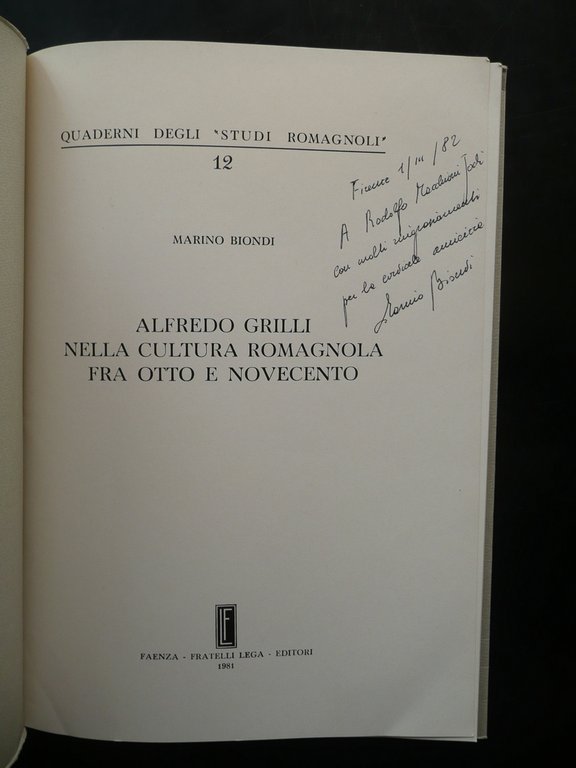 QUADERNI DEGLI "STUDI ROMAGNOLI"
12
Firenze 1/III/82
A Rodolfo
con molti ringraziamenti
per la cordiale amicizia
Marino Biondi
MARINO BIONDI
ALFREDO GRILLI
NELLA CULTURA ROMAGNOLA
FRA OTTO E NOVECENTO
LF
FAENZA - FRATELLI LEGA - EDITORI
1981